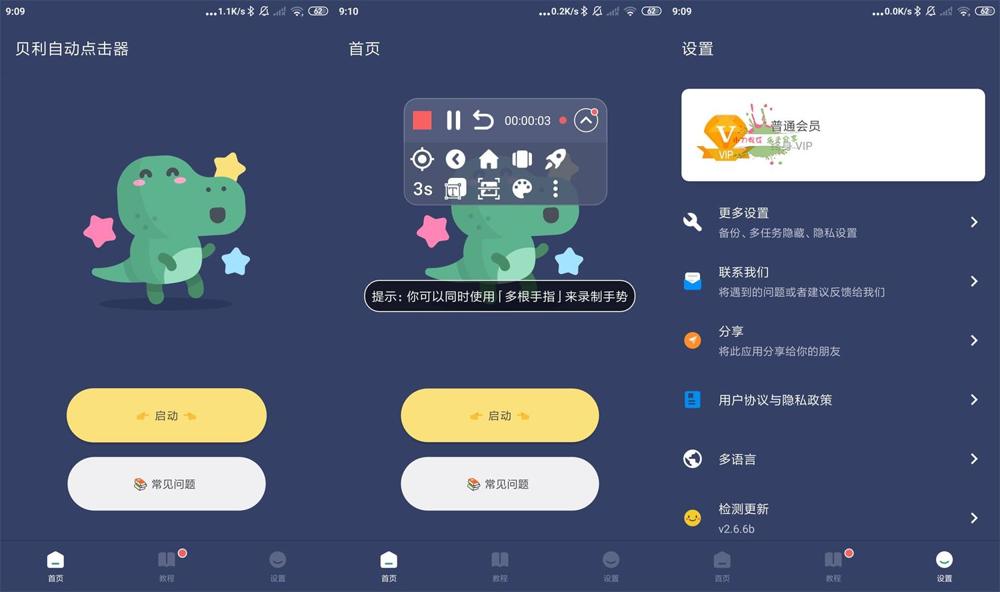 9:09
1.1K/s
62
贝利自动点击器
启动
常见问题
首页
教程
设置
9:10
0.2K/s
62
首页
00:00:03
3s
T
提示：你可以同时使用「多根手指」来录制手势
启动
常见问题
首页
教程
设置
9:09
0.0K/s
62
设置
V
VIP
普通会员
终身 VIP
更多设置
备份、多任务隐藏、隐私设置
联系我们
将遇到的问题或者建议反馈给我们
分享
将此应用分享给你的朋友
用户协议与隐私政策
多语言
检测更新
v2.6.6b
首页
教程
设置